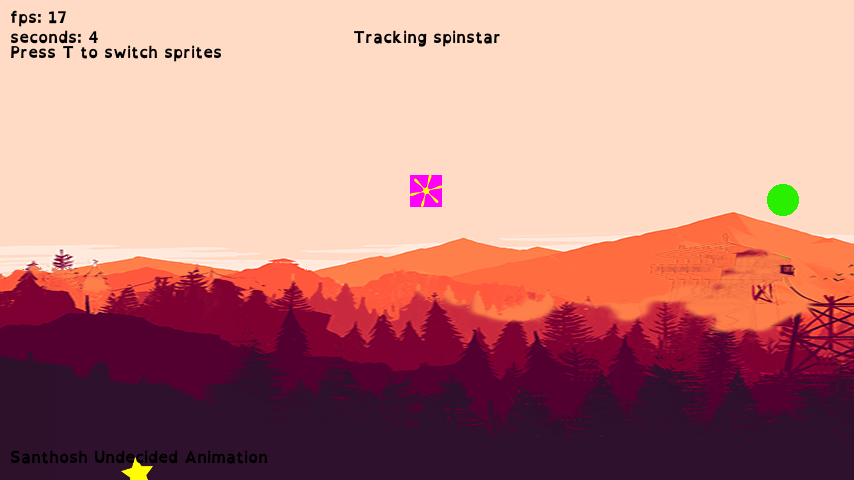 fps: 17
seconds: 4
Tracking spinstar
Press T to switch sprites
Santhosh Undecided Animation